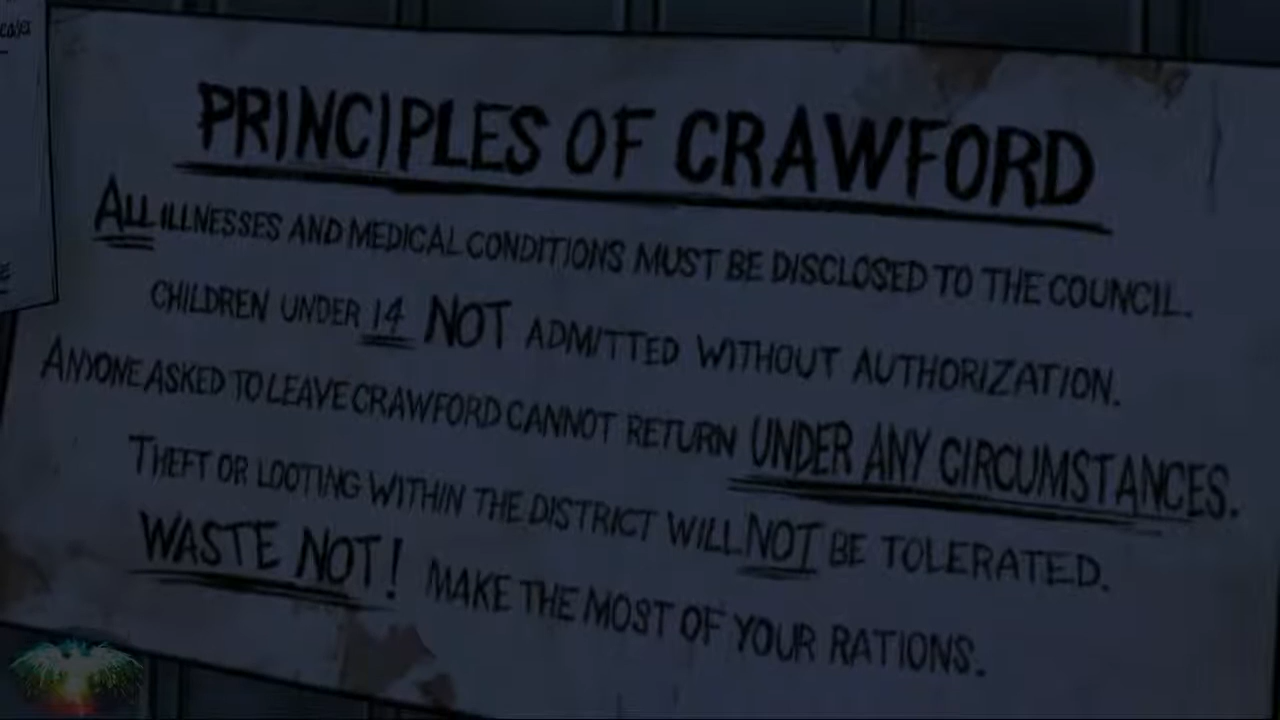 PRINCIPLES OF CRAWFORD
ALL ILLNESSES AND MEDICAL CONDITIONS MUST BE DISCLOSED TO THE COUNCIL.
CHILDREN UNDER 14 NOT ADMITTED WITHOUT AUTHORIZATION.
ANYONE ASKED TO LEAVE CRAWFORD CANNOT RETURN UNDER ANY CIRCUMSTANCES.
THEFT OR LOOTING WITHIN THE DISTRICT WILL NOT BE TOLERATED.
WASTE NOT! MAKE THE MOST OF YOUR RATIONS.